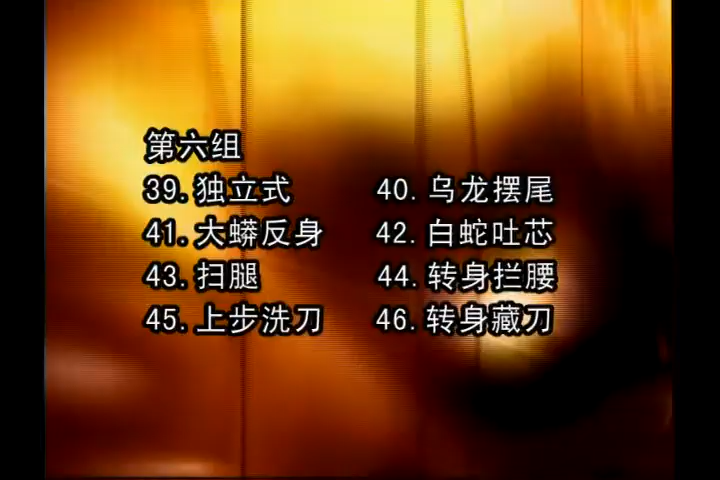 第六组
39.独立式 40.乌龙摆尾
41.大蟒反身 42.白蛇吐芯
43.扫腿 44.转身拦腰
45.上步洗刀 46.转身藏刀